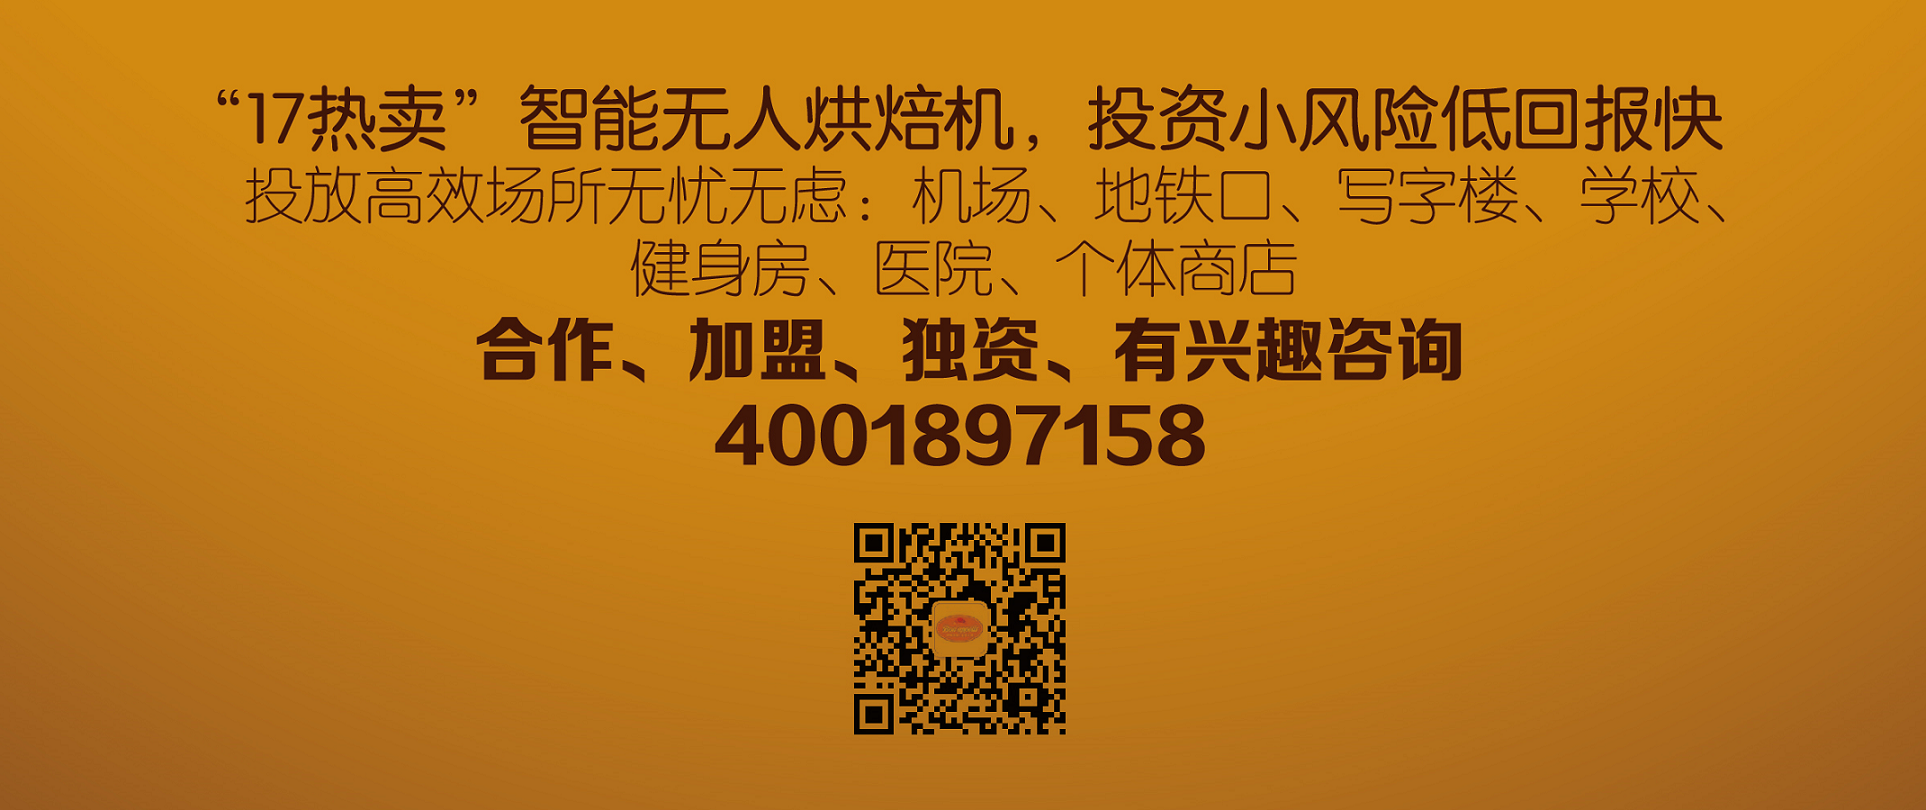 “17热卖”智能无人烘焙机，投资小风险低回报快
投放高效场所无忧无虑：机场、地铁口、写字楼、学校、
健身房、医院、个体商店
合作、加盟、独资、有兴趣咨询
4001897158